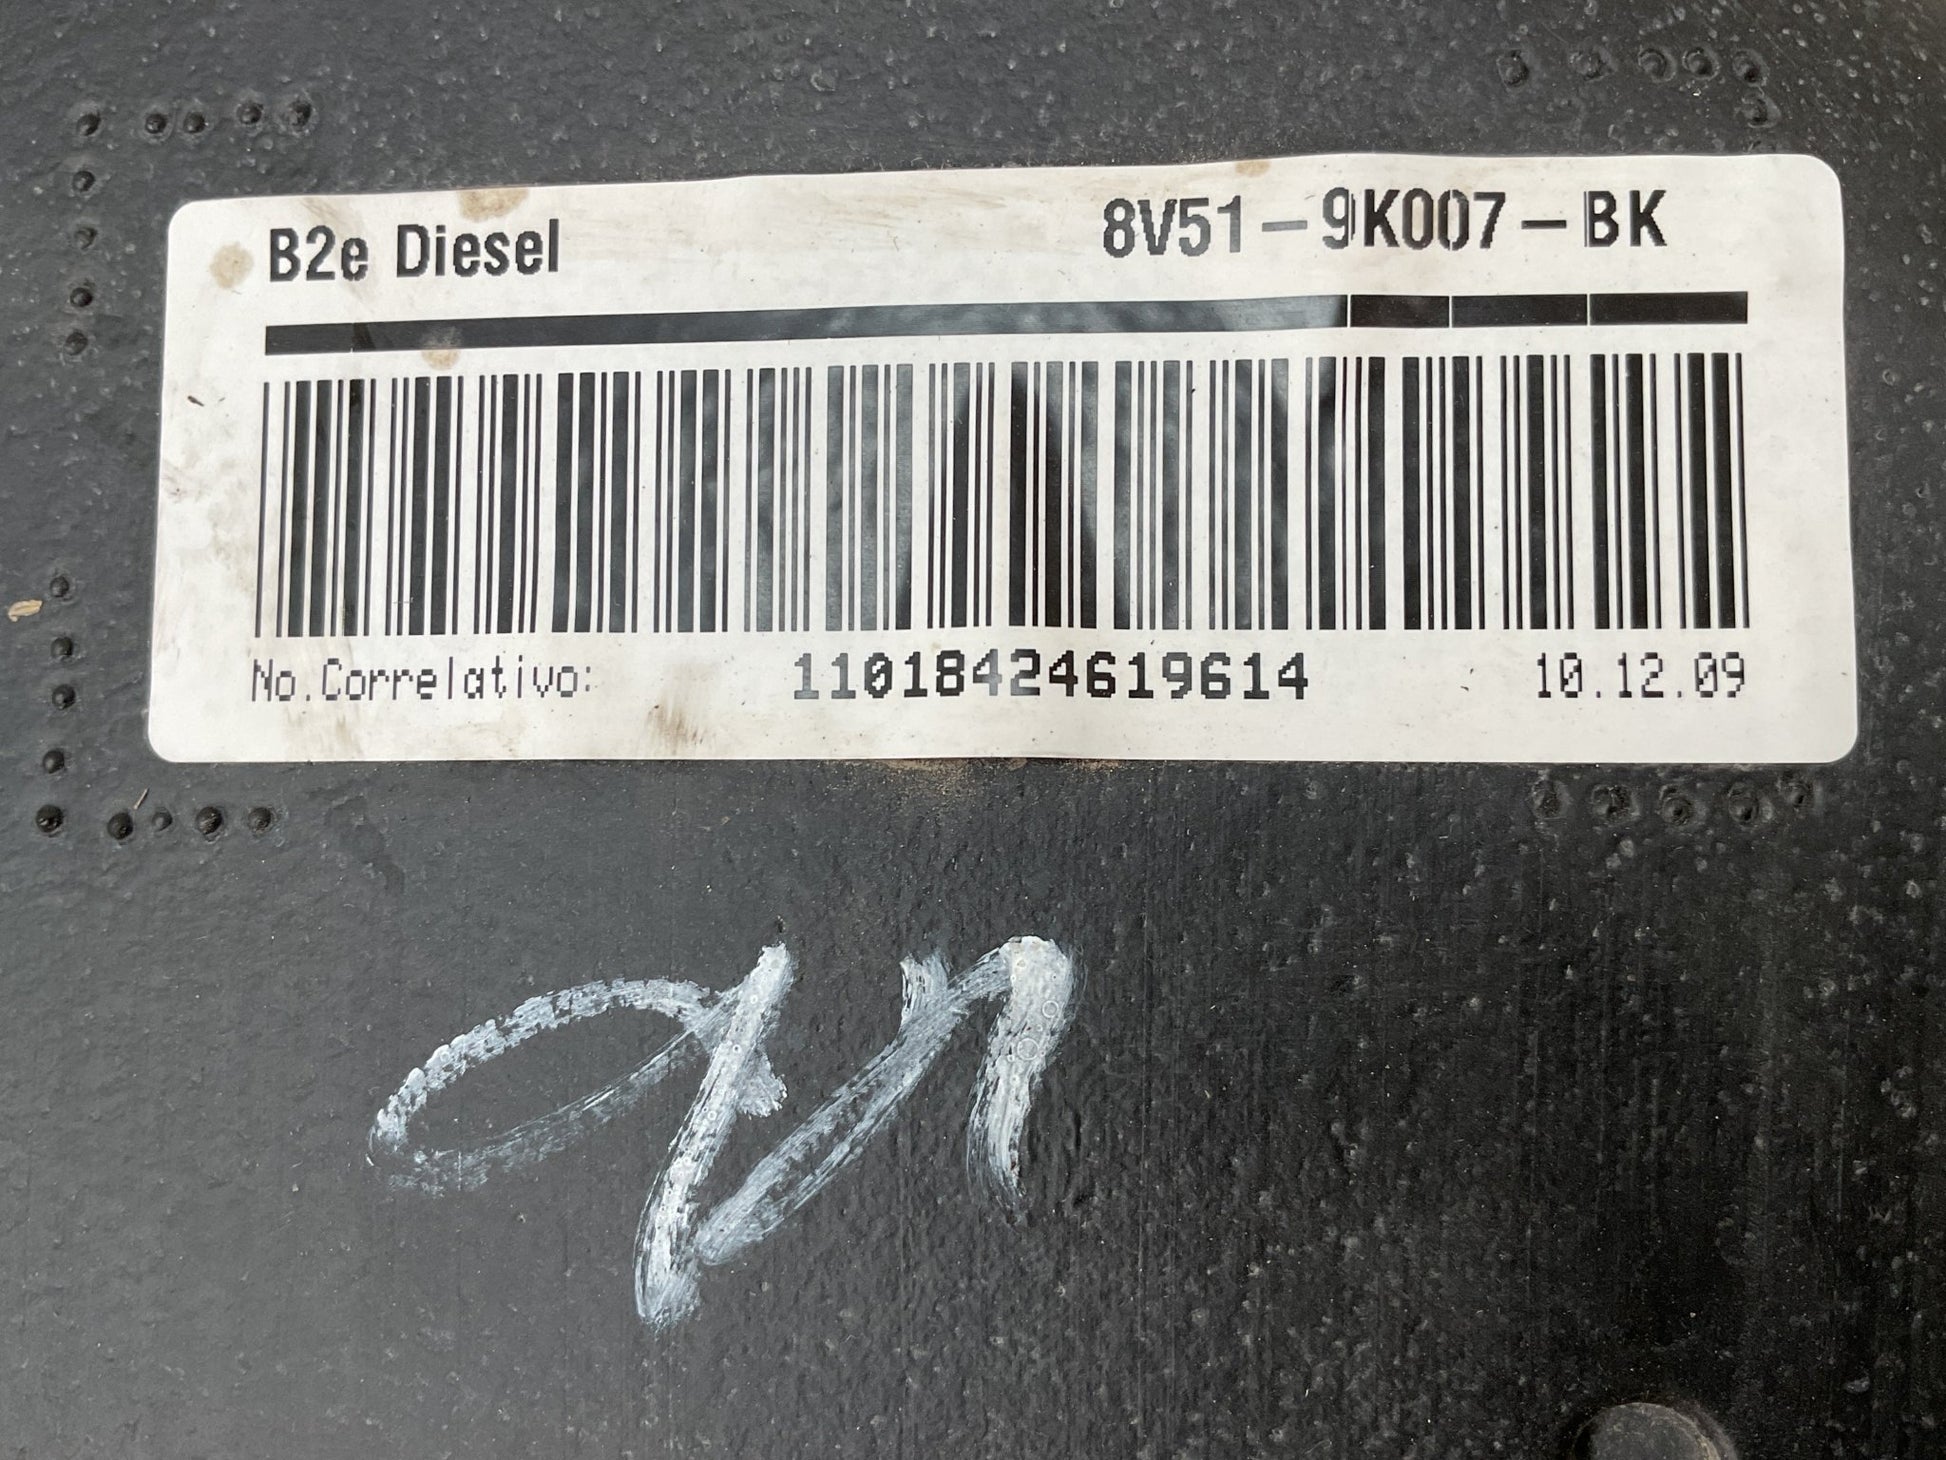 B2e Diesel 8V51-9K007-BK
No.Correlativo: 11018424619614 10.12.09